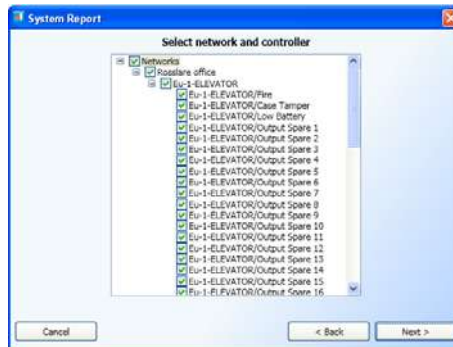 System Report
Select network and controller
Networks
Rosslare office
Eu-1-ELEVATOR
Eu-1-ELEVATOR/Fire
Eu-1-ELEVATOR/Case Tamper
Eu-1-ELEVATOR/Low Battery
Eu-1-ELEVATOR/Output Spare 1
Eu-1-ELEVATOR/Output Spare 2
Eu-1-ELEVATOR/Output Spare 3
Eu-1-ELEVATOR/Output Spare 4
Eu-1-ELEVATOR/Output Spare 5
Eu-1-ELEVATOR/Output Spare 6
Eu-1-ELEVATOR/Output Spare 7
Eu-1-ELEVATOR/Output Spare 8
Eu-1-ELEVATOR/Output Spare 9
Eu-1-ELEVATOR/Output Spare 10
Eu-1-ELEVATOR/Output Spare 11
Eu-1-ELEVATOR/Output Spare 12
Eu-1-ELEVATOR/Output Spare 13
Eu-1-ELEVATOR/Output Spare 14
Eu-1-ELEVATOR/Output Spare 15
Eu-1-ELEVATOR/Output Spare 16
Cancel
< Back
Next >